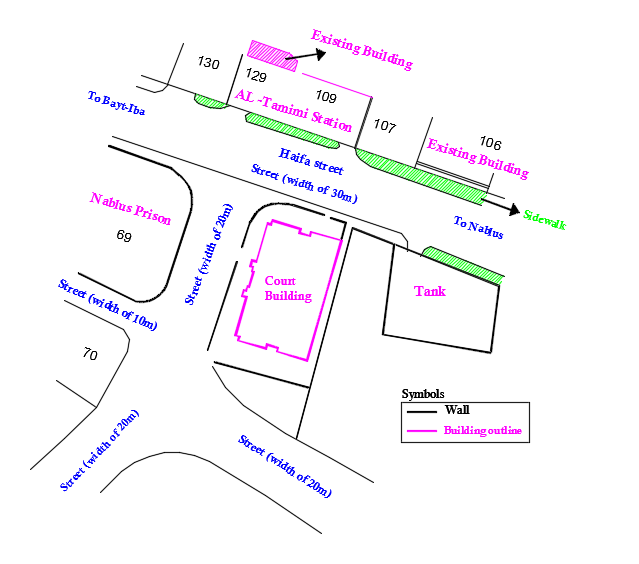 Existing Building
130
129
109
AL -Tamimi Station
To Bayt-Iba
107
106
Existing Building
Haifa street
Street (width of 30m)
Sidewalk
To Nablus
Nablus Prison
69
Street (width of 20m)
Court
Building
Tank
Street (width of 10m)
70
Street (width of 20m)
Street (width of 20m)
Symbols
Wall
Building outline